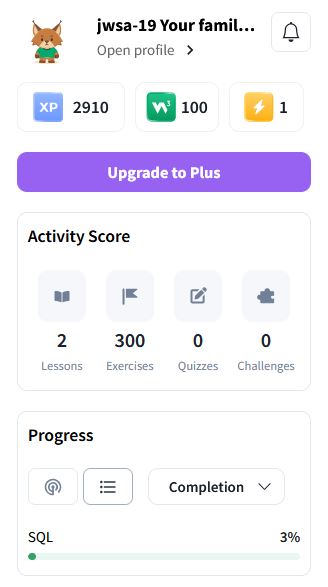 jwsa-19 Your famil...
Open profile
XP 2910
W3 100
1
Upgrade to Plus
Activity Score
2 300 0 0
Lessons Exercises Quizzes Challenges
Progress
Completion
SQL 3%